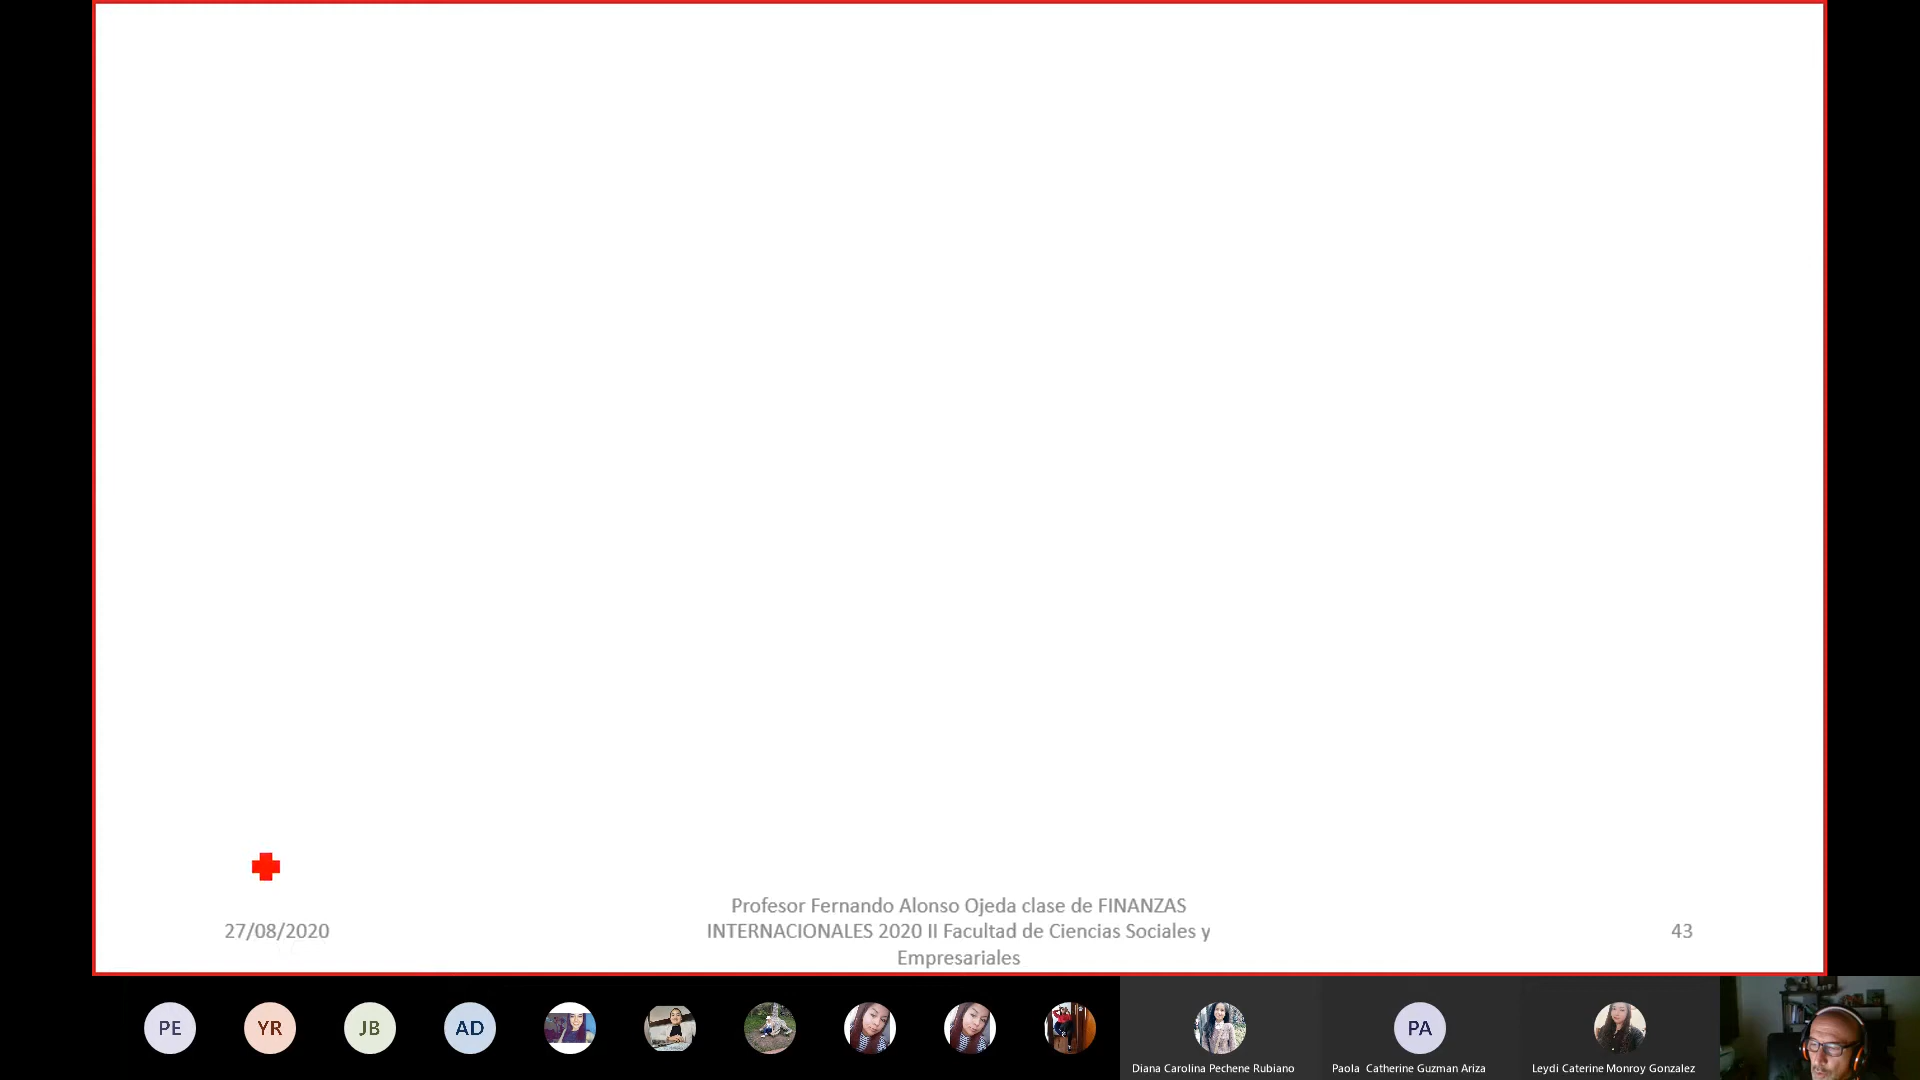 Profesor Fernando Alonso Ojeda clase de FINANZAS
INTERNACIONALES 2020 II Facultad de Ciencias Sociales y
Empresariales
27/08/2020
43
PE
YR
JB
AD
PA
Diana Carolina Pechene Rubiano
Paola Catherine Guzman Ariza
Leydi Caterine Monroy Gonzalez